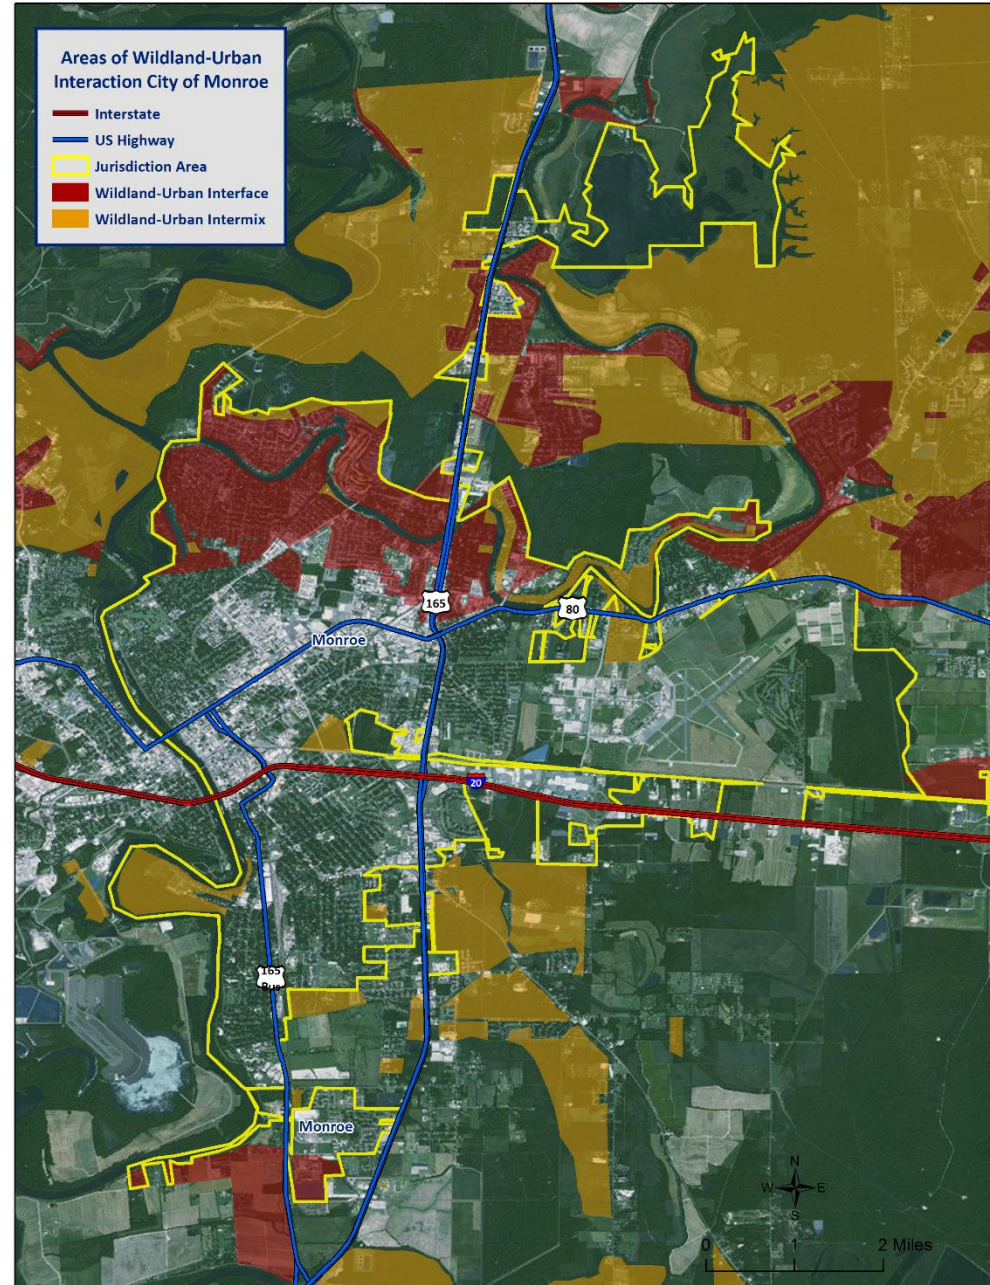 Areas of Wildland-Urban
Interaction City of Monroe
Interstate
US Highway
Jurisdiction Area
Wildland-Urban Interface
Wildland-Urban Intermix
165
80
Monroe
20
165
Bus
Monroe
N
W E
S
0 1 2 Miles